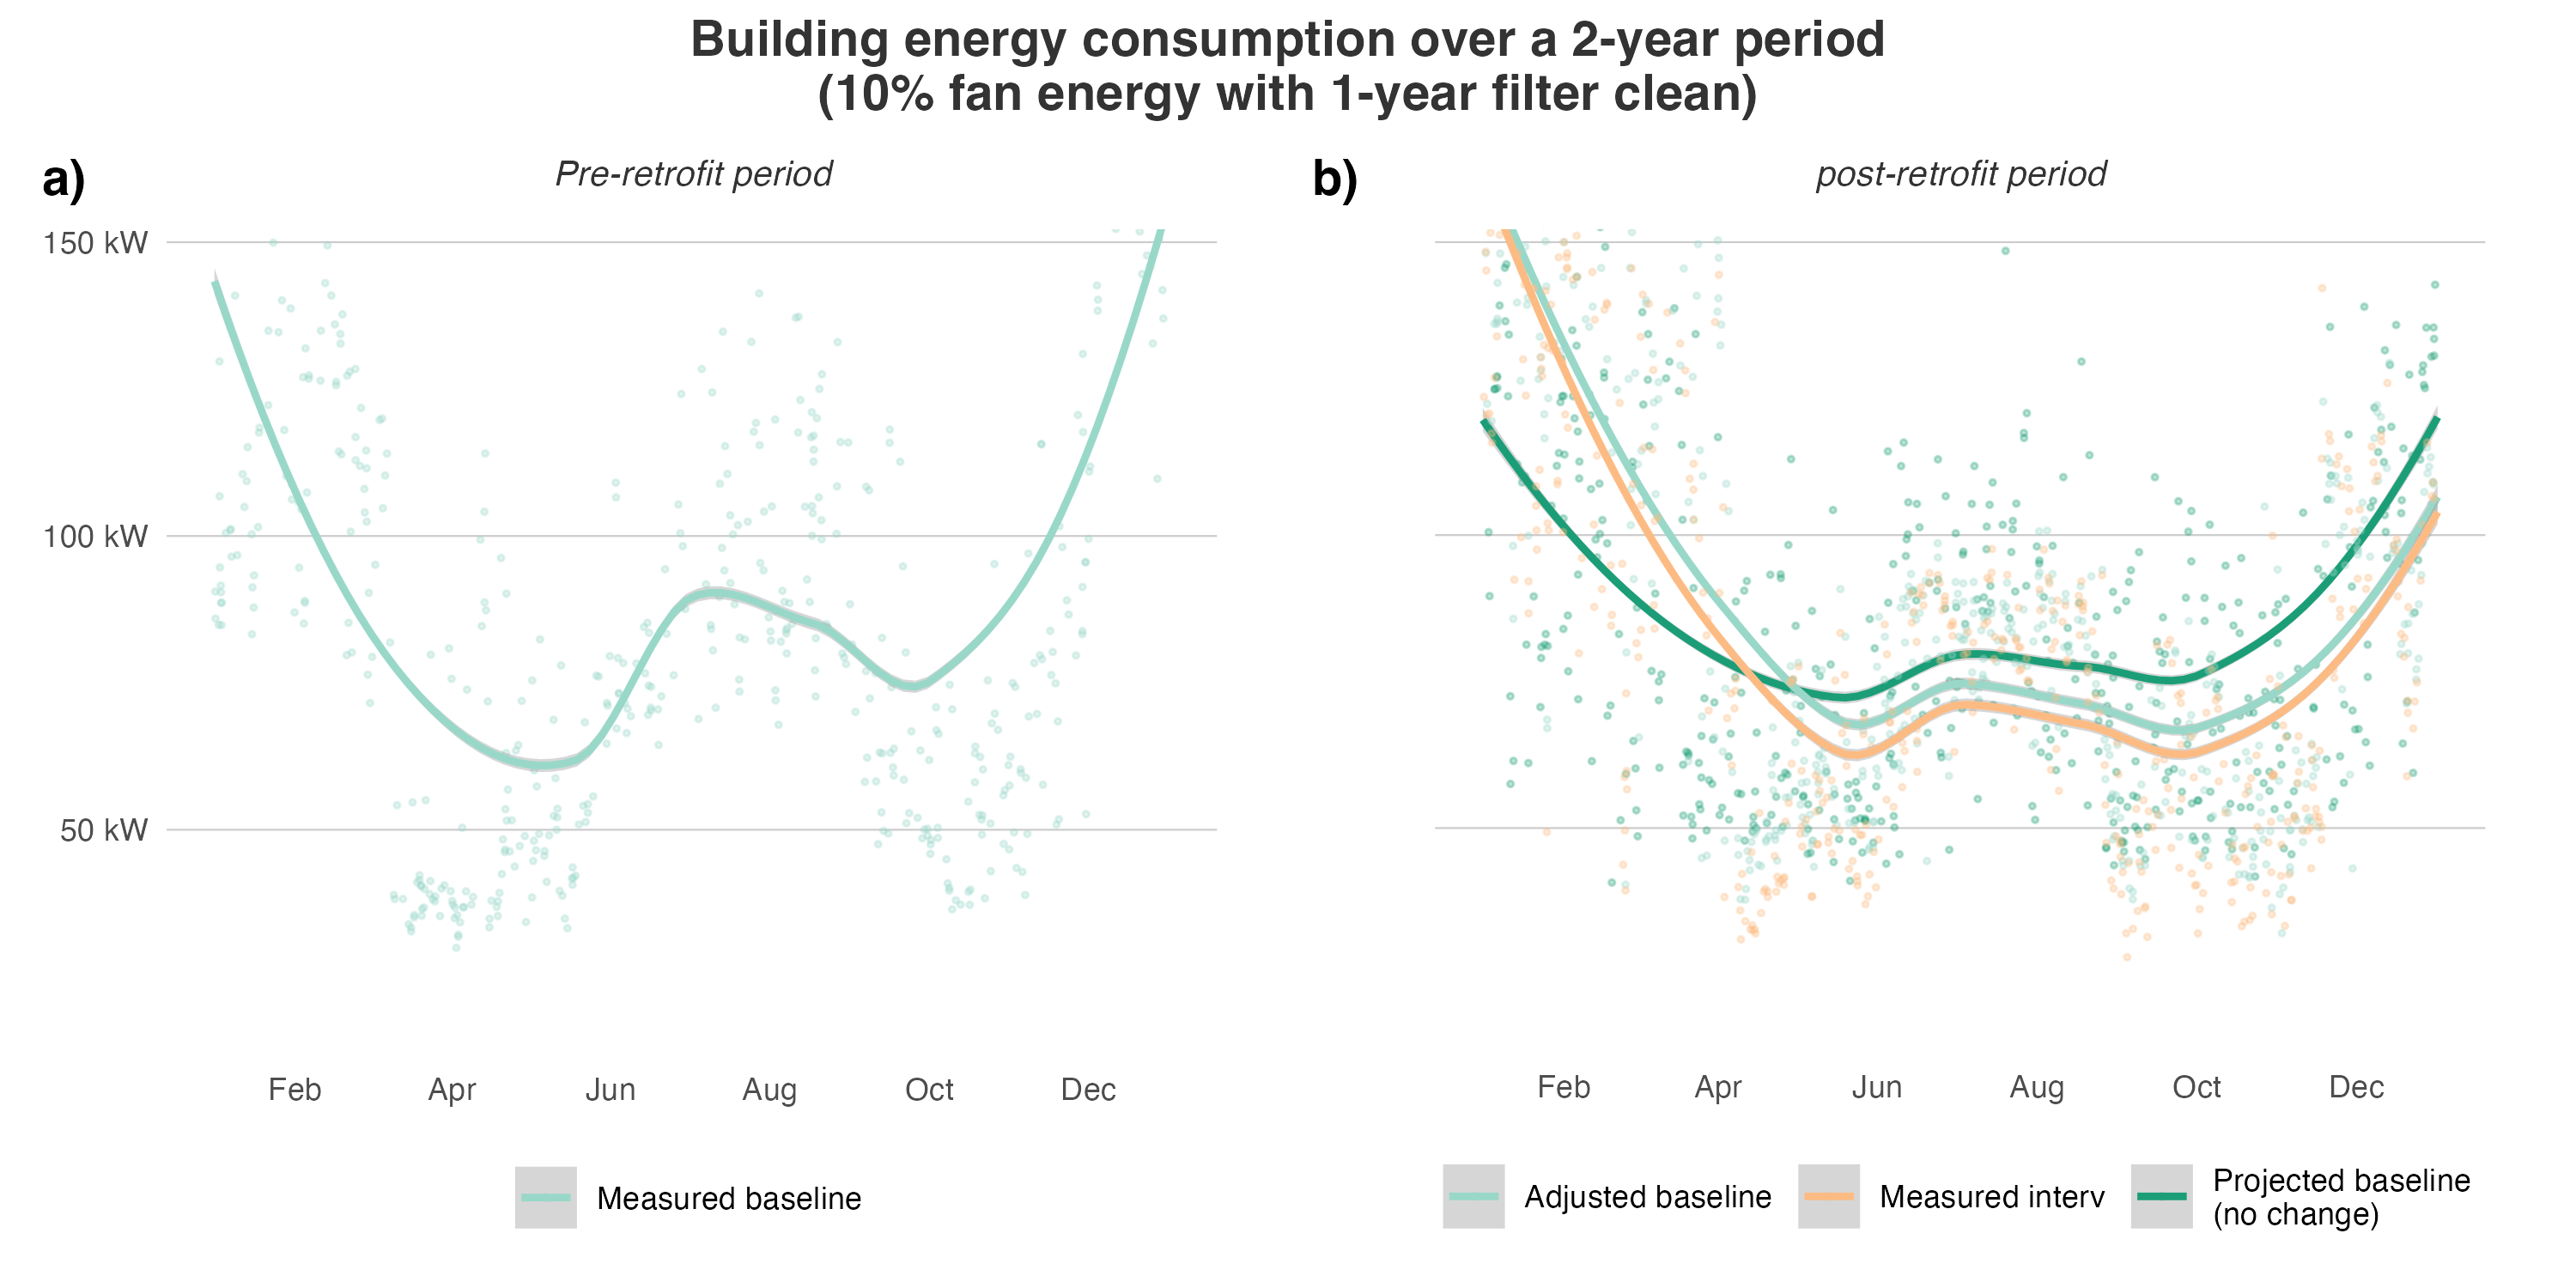 Building energy consumption over a 2-year period
(10% fan energy with 1-year filter clean)
a)
Pre-retrofit period
150 kW
100 kW
50 kW
Feb Apr Jun Aug Oct Dec
Measured baseline
b)
post-retrofit period
Feb Apr Jun Aug Oct Dec
Adjusted baseline
Measured interv
Projected baseline
(no change)